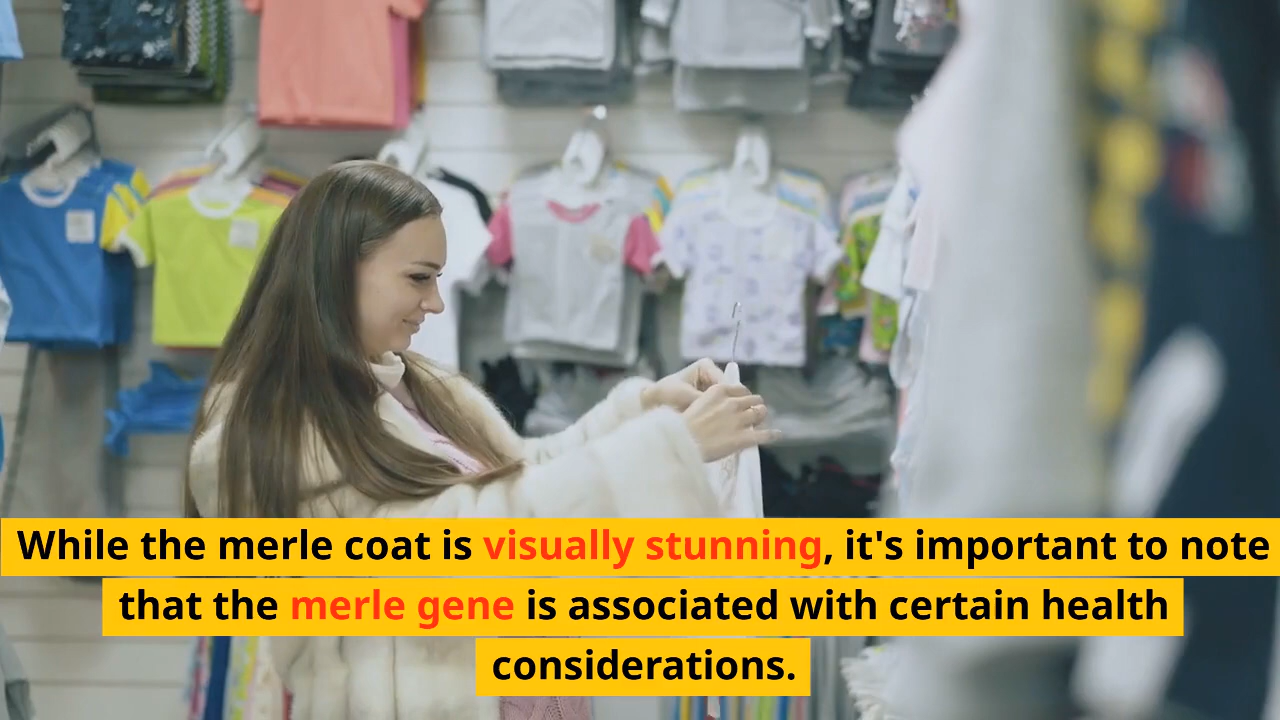 While the merle coat is visually stunning, it's important to note
that the merle gene is associated with certain health
considerations.